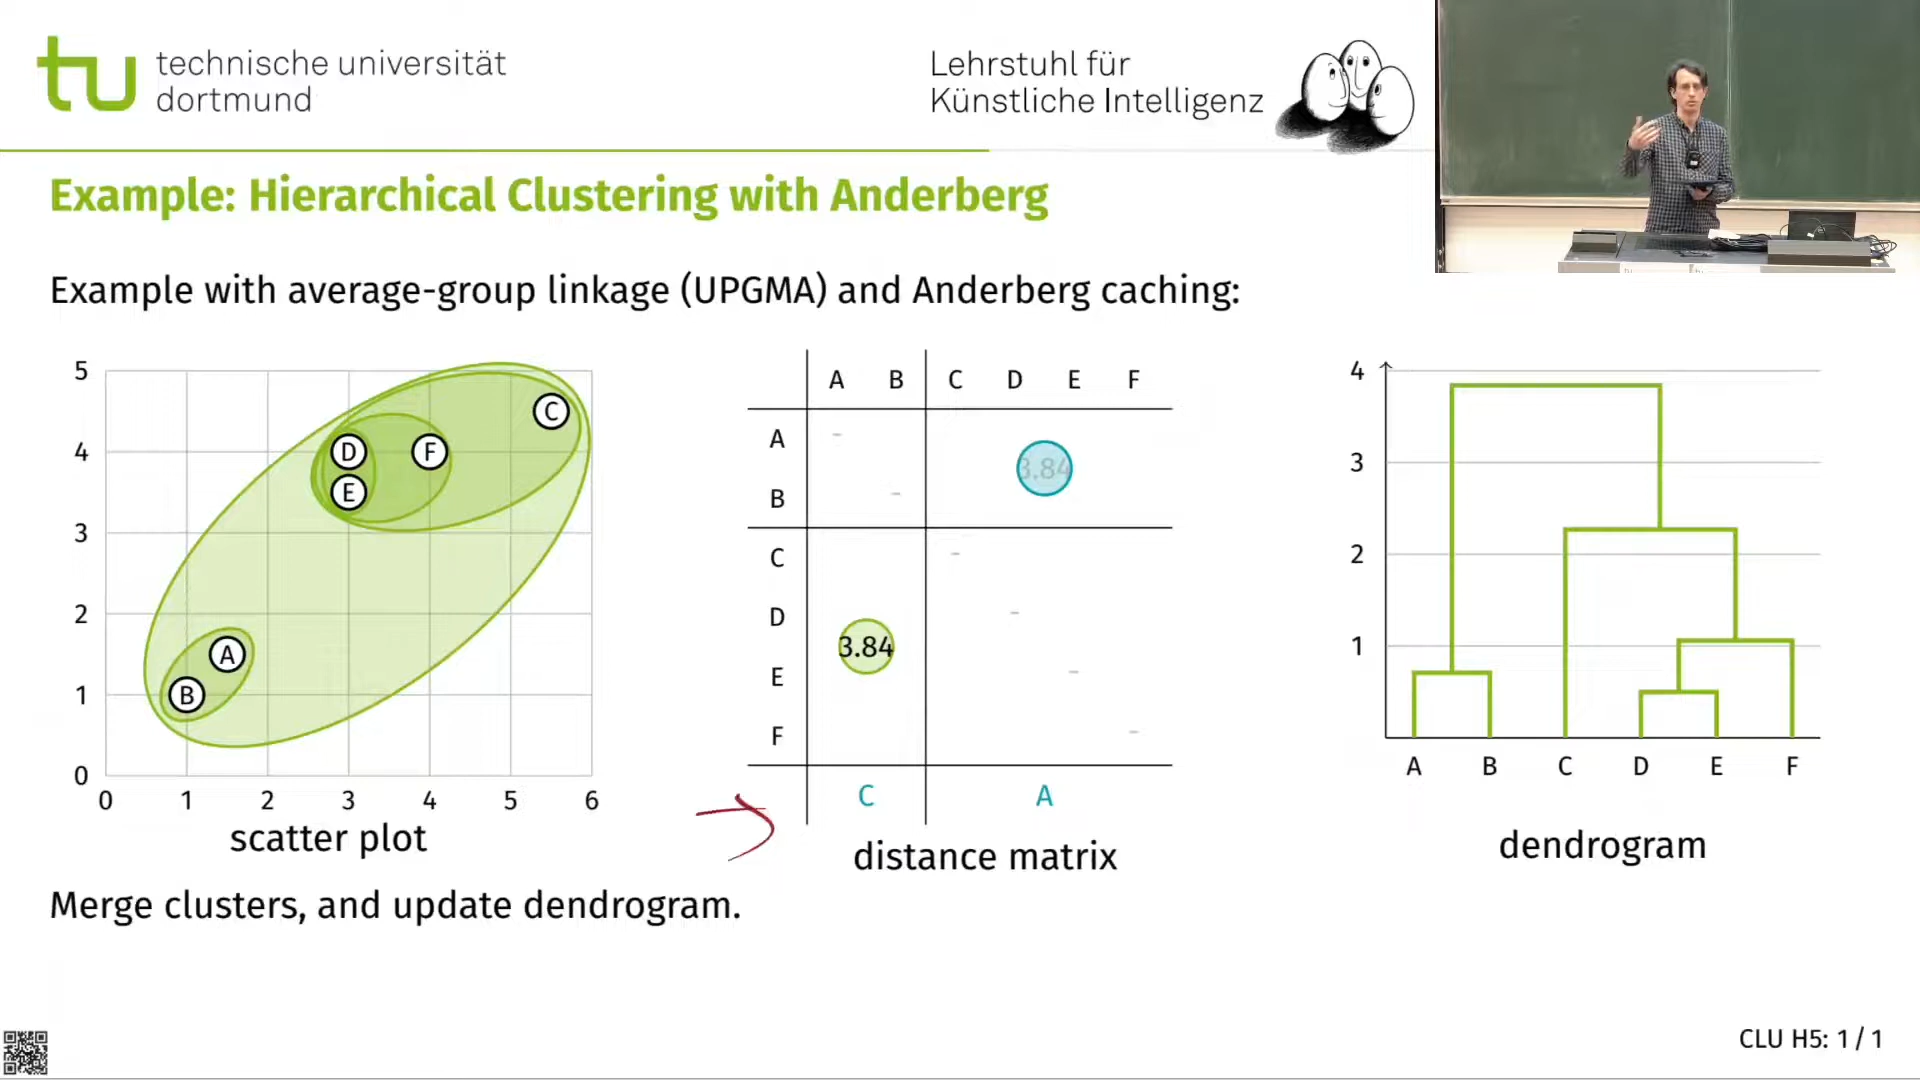 technische universität
dortmund
Lehrstuhl für
Künstliche Intelligenz
Example: Hierarchical Clustering with Anderberg
Example with average-group linkage (UPGMA) and Anderberg caching:
5
4
3
2
1
0
0 1 2 3 4 5 6
C
D
F
E
A
B
scatter plot
A B C D E F
A -
3.84
B -
C -
D -
3.84
E -
F -
C A
distance matrix
4
3
2
1
A B C D E F
dendrogram
Merge clusters, and update dendrogram.
CLU H5: 1 / 1